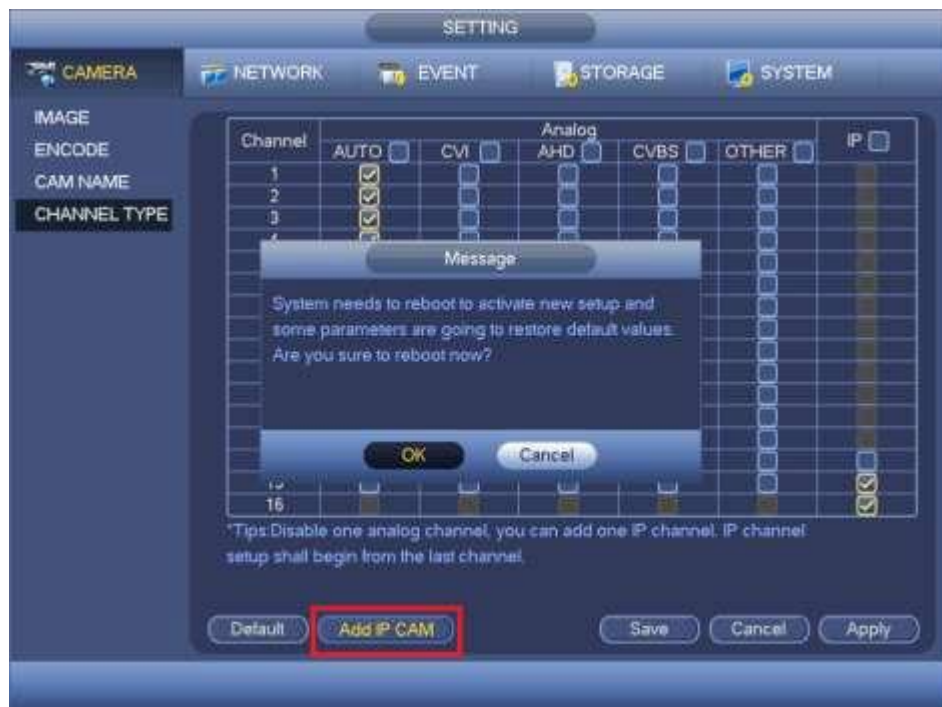 SETTING
CAMERA NETWORK EVENT STORAGE SYSTEM
IMAGE
ENCODE
CAM NAME
CHANNEL TYPE
Channel Analog IP
AUTO CVI AHD CVBS OTHER
1
2
3
Message
System needs to reboot to activate new setup and
some parameters are going to restore default values.
Are you sure to reboot now?
OK Cancel
16
*Tips:Disable one analog channel, you can add one IP channel. IP channel
setup shall begin from the last channel.
Default Add IP CAM Save Cancel Apply